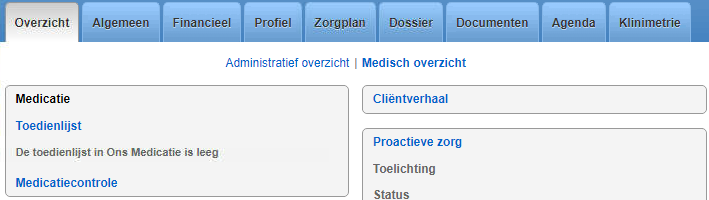 Overzicht Algemeen Financieel Profiel Zorgplan Dossier Documenten Agenda Klinimetrie
Administratief overzicht | Medisch overzicht
Medicatie
Toedienlijst
De toedienlijst in Ons Medicatie is leeg
Medicatiecontrole
Cliëntverhaal
Proactieve zorg
Toelichting
Status